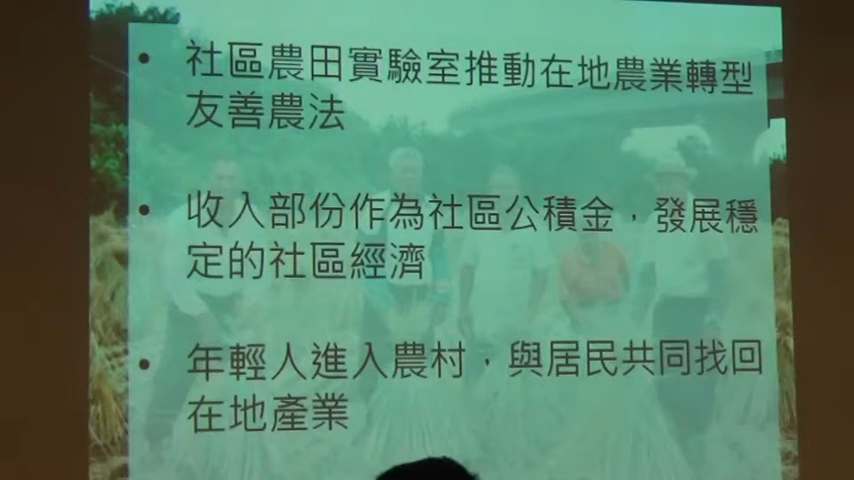 • 社區農田實驗室推動在地農業轉型
友善農法
• 收入部份作為社區公積金，發展穩
定的社區經濟
• 年輕人進入農村，與居民共同找回
在地產業